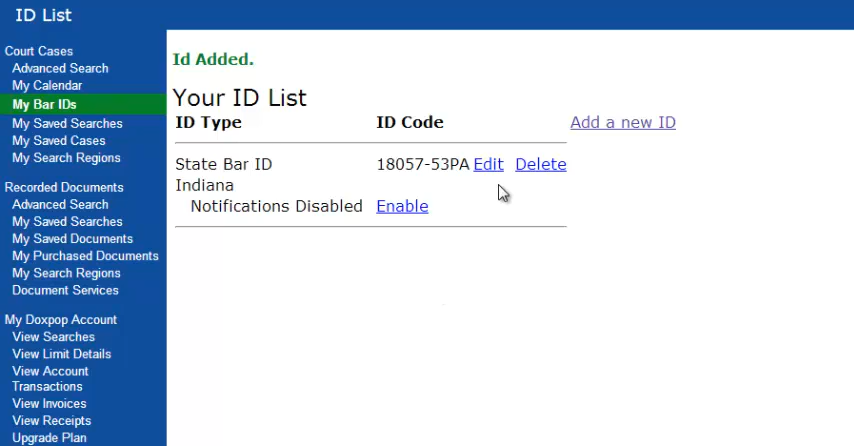 ID List
Court Cases
Advanced Search
My Calendar
My Bar IDs
My Saved Searches
My Saved Cases
My Search Regions
Recorded Documents
Advanced Search
My Saved Searches
My Saved Documents
My Purchased Documents
My Search Regions
Document Services
My Doxpop Account
View Searches
View Limit Details
View Account
Transactions
View Invoices
View Receipts
Upgrade Plan
Id Added.
Your ID List
ID Type ID Code Add a new ID
State Bar ID 18057-53PA Edit Delete
Indiana
Notifications Disabled Enable